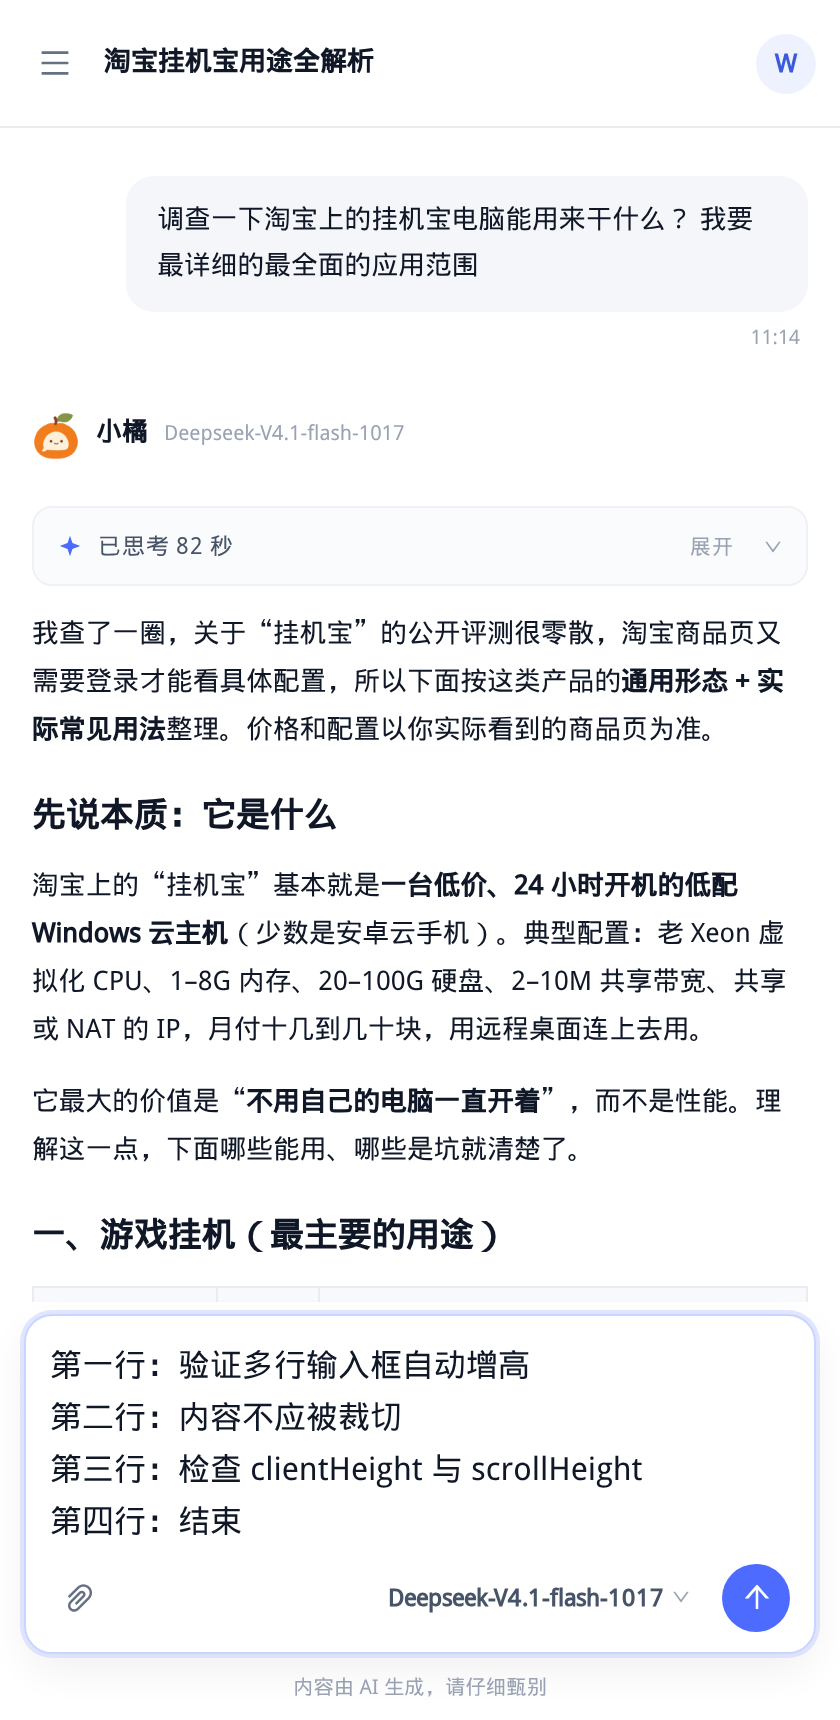 淘宝挂机宝用途全解析
W
调查一下淘宝上的挂机宝电脑能用来干什么？ 我要
最详细的最全面的应用范围
11:14
小橘 Deepseek-V4.1-flash-1017
已思考 82 秒 展开
我查了一圈，关于“挂机宝”的公开评测很零散，淘宝商品页又
需要登录才能看具体配置，所以下面按这类产品的通用形态 + 实
际常见用法整理。价格和配置以你实际看到的商品页为准。
先说本质：它是什么
淘宝上的“挂机宝”基本就是一台低价、24 小时开机的低配
Windows 云主机（少数是安卓云手机）。典型配置：老 Xeon 虚
拟化 CPU、1–8G 内存、20–100G 硬盘、2–10M 共享带宽、共享
或 NAT 的 IP，月付十几到几十块，用远程桌面连上去用。
它最大的价值是“不用自己的电脑一直开着”，而不是性能。理
解这一点，下面哪些能用、哪些是坑就清楚了。
一、游戏挂机（最主要的用途）
第一行：验证多行输入框自动增高
第二行：内容不应被裁切
第三行：检查 clientHeight 与 scrollHeight
第四行：结束
Deepseek-V4.1-flash-1017
内容由 AI 生成，请仔细甄别